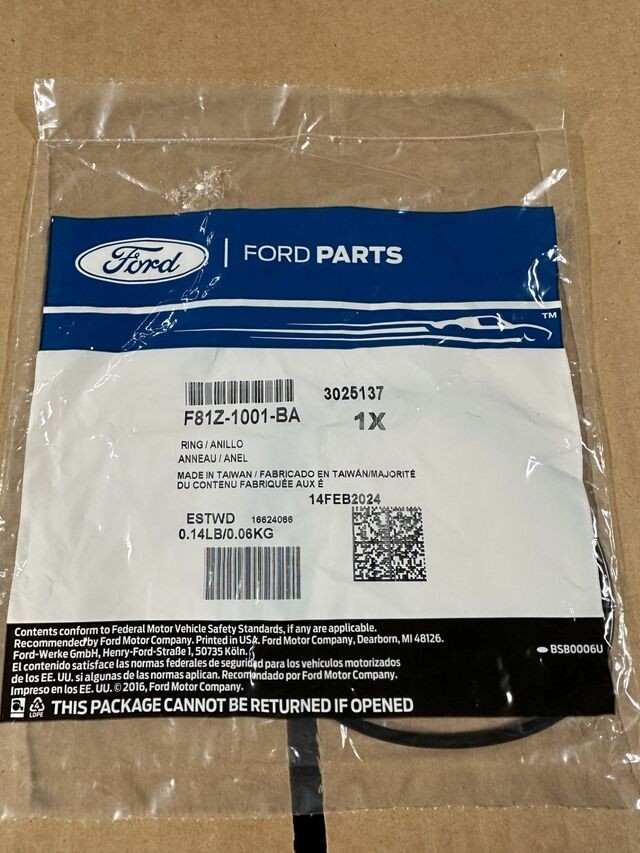 Ford
FORD PARTS
TM
3025137
F81Z-1001-BA
1X
RING / ANILLO
ANNEAU / ANEL
MADE IN TAIWAN / FABRICADO EN TAIWÁN/MAJORITÉ
DU CONTENU FABRIQUÉE AUX É
14FEB2024
ESTWD 16624066
0.14LB/0.06KG
Contents conform to Federal Motor Vehicle Safety Standards, if any are applicable.
Recommended by Ford Motor Company. Printed in USA. Ford Motor Company, Dearborn, MI 48126.
Ford-Werke GmbH, Henry-Ford-Straße 1, 50735 Köln.
BSB0006U
El contenido satisface las normas federales de seguridad para los vehículos motorizados
de los EE. UU. si algunas de las normas aplican. Recomendado por Ford Motor Company.
Impreso en los EE. UU. © 2016, Ford Motor Company.
LDPE
THIS PACKAGE CANNOT BE RETURNED IF OPENED